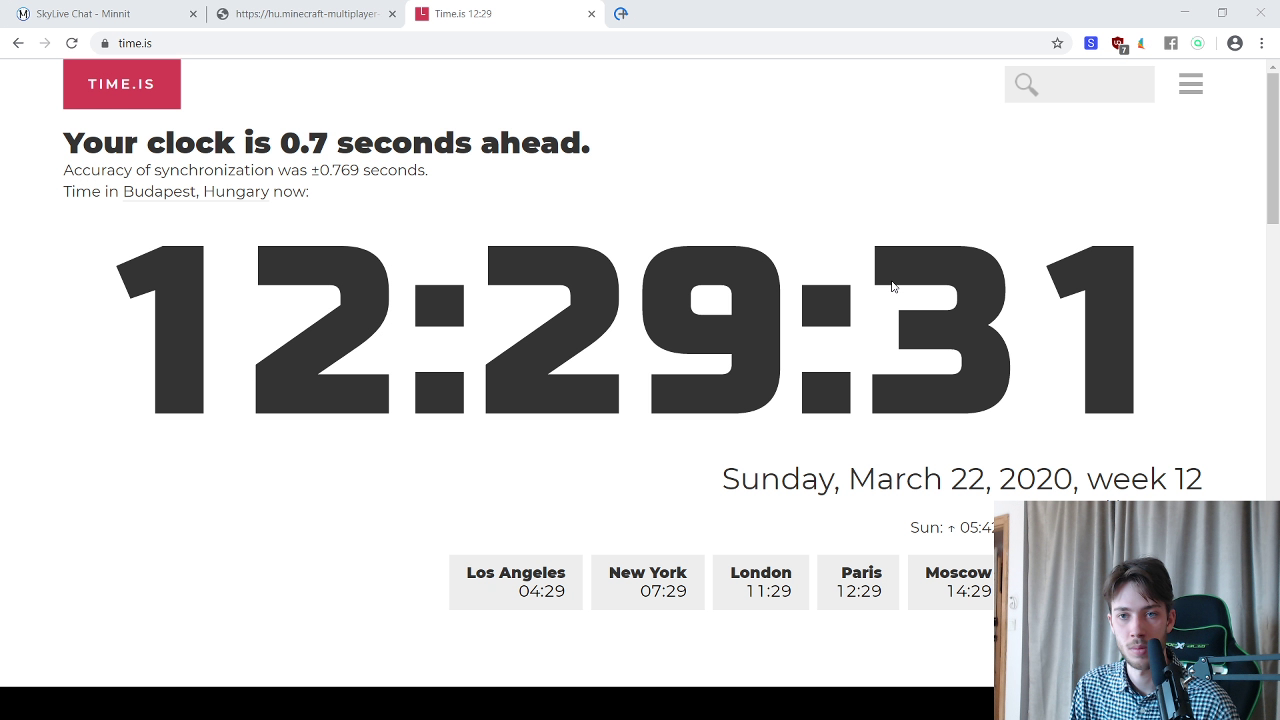 SkyLive Chat - Minnit
https://hu.minecraft-multiplayer-
Time.is 12:29
time.is
7
TIME.IS
Your clock is 0.7 seconds ahead.
Accuracy of synchronization was ±0.769 seconds.
Time in Budapest, Hungary now:
12:29:31
Sunday, March 22, 2020, week 12
Sun: ↑ 05:42
Los Angeles
04:29
New York
07:29
London
11:29
Paris
12:29
Moscow
14:29